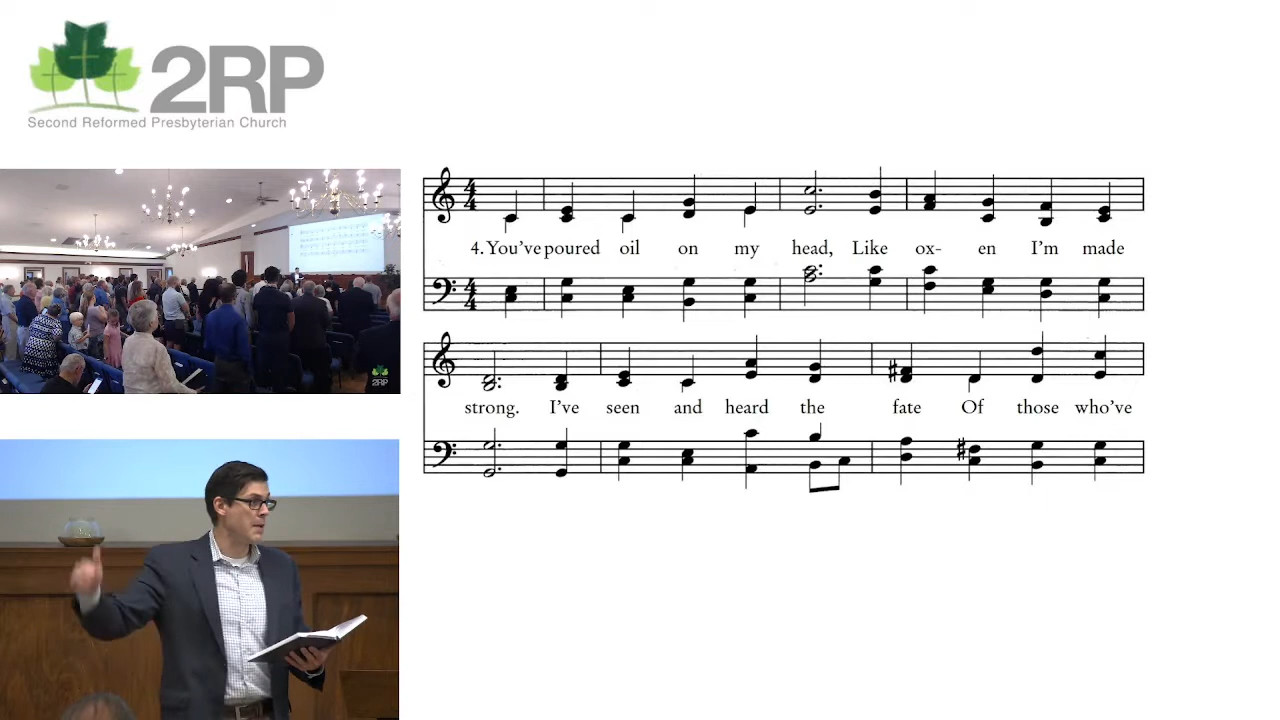 2RP
Second Reformed Presbyterian Church
4. You've poured oil on my head, Like ox- en I'm made
strong. I've seen and heard the fate Of those who've
2RP